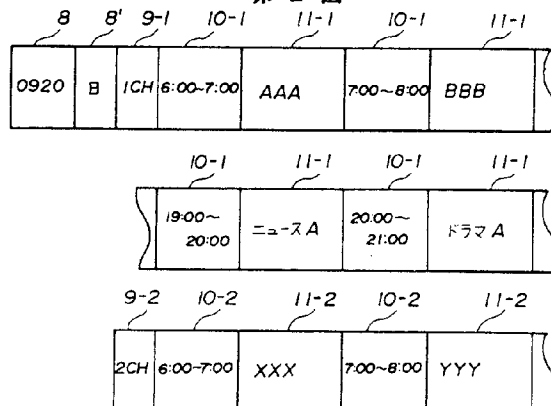 8 8' 9-1 10-1 11-1 10-1 11-1
0920 B 1CH 6:00~7:00 AAA 7:00~8:00 BBB
10-1 11-1 10-1 11-1
19:00~ 20:00 ニュースA 20:00~ 21:00 ドラマA
9-2 10-2 11-2 10-2 11-2
2CH 6:00~7:00 XXX 7:00~8:00 YYY